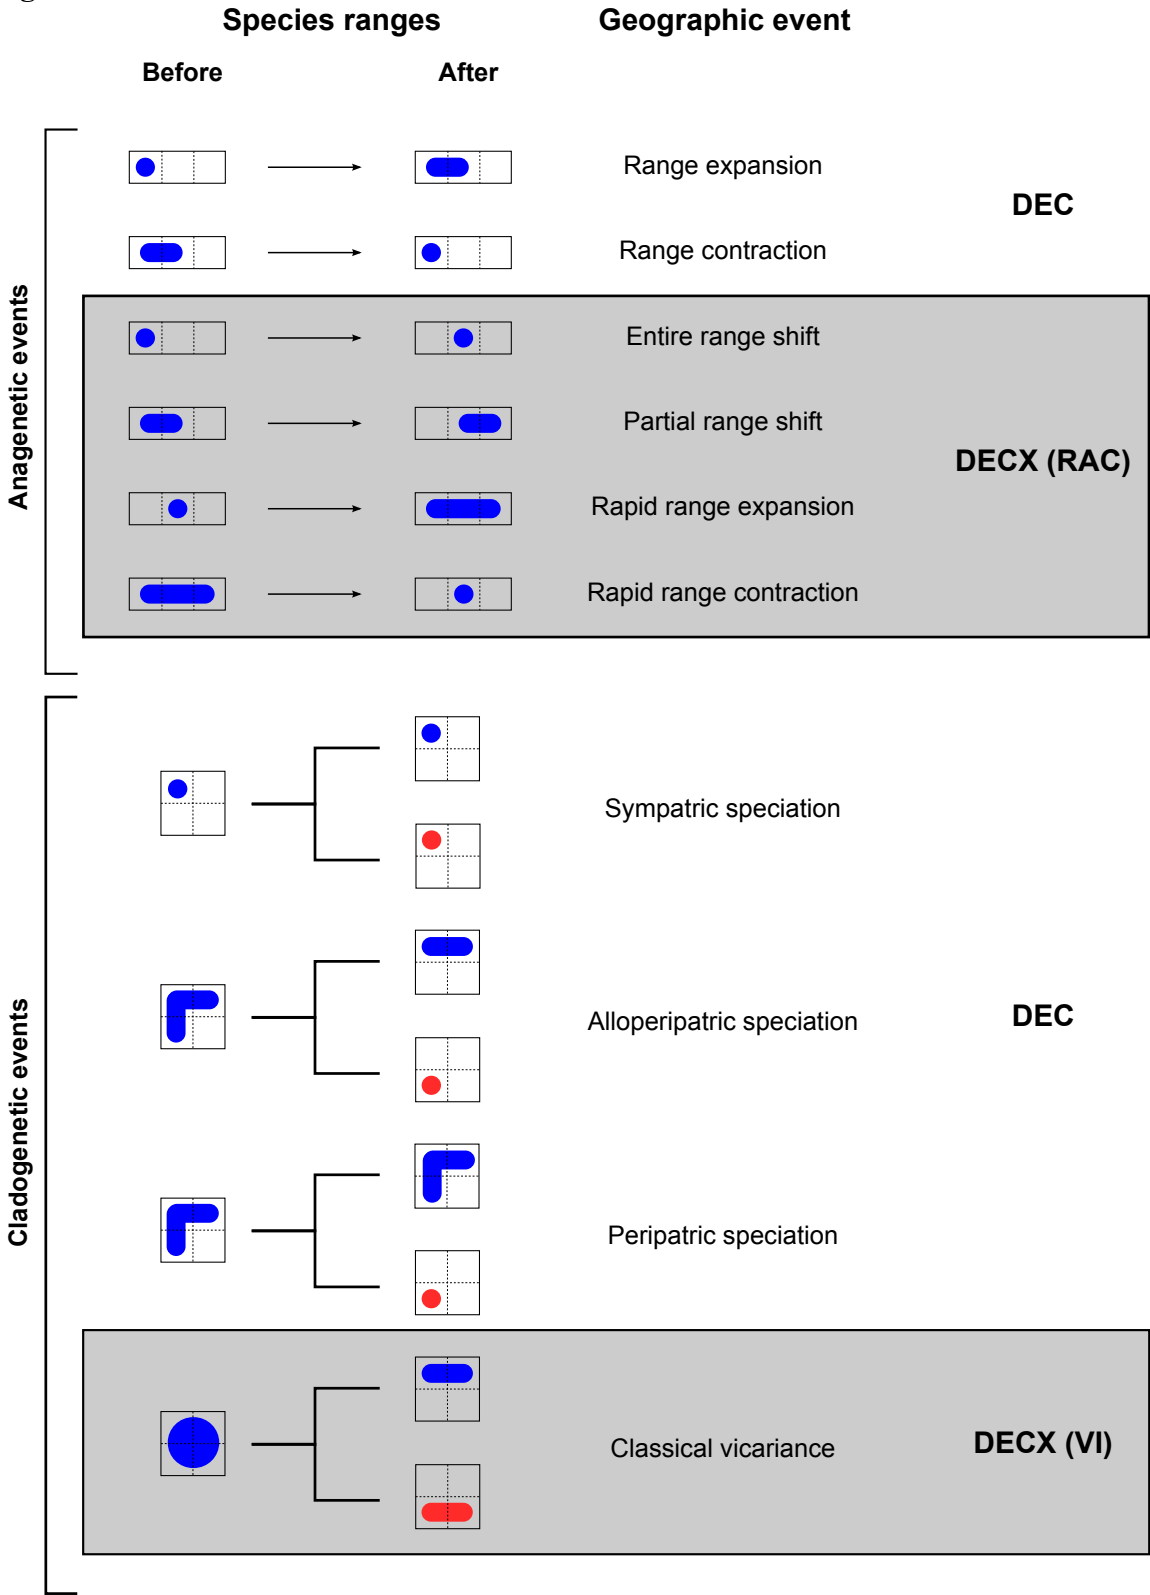 Species ranges
Geographic event
Before
After
Anagenetic events
Range expansion
DEC
Range contraction
Entire range shift
Partial range shift
DECX (RAC)
Rapid range expansion
Rapid range contraction
Cladogenetic events
Sympatric speciation
Alloperipatric speciation
DEC
Peripatric speciation
Classical vicariance
DECX (VI)